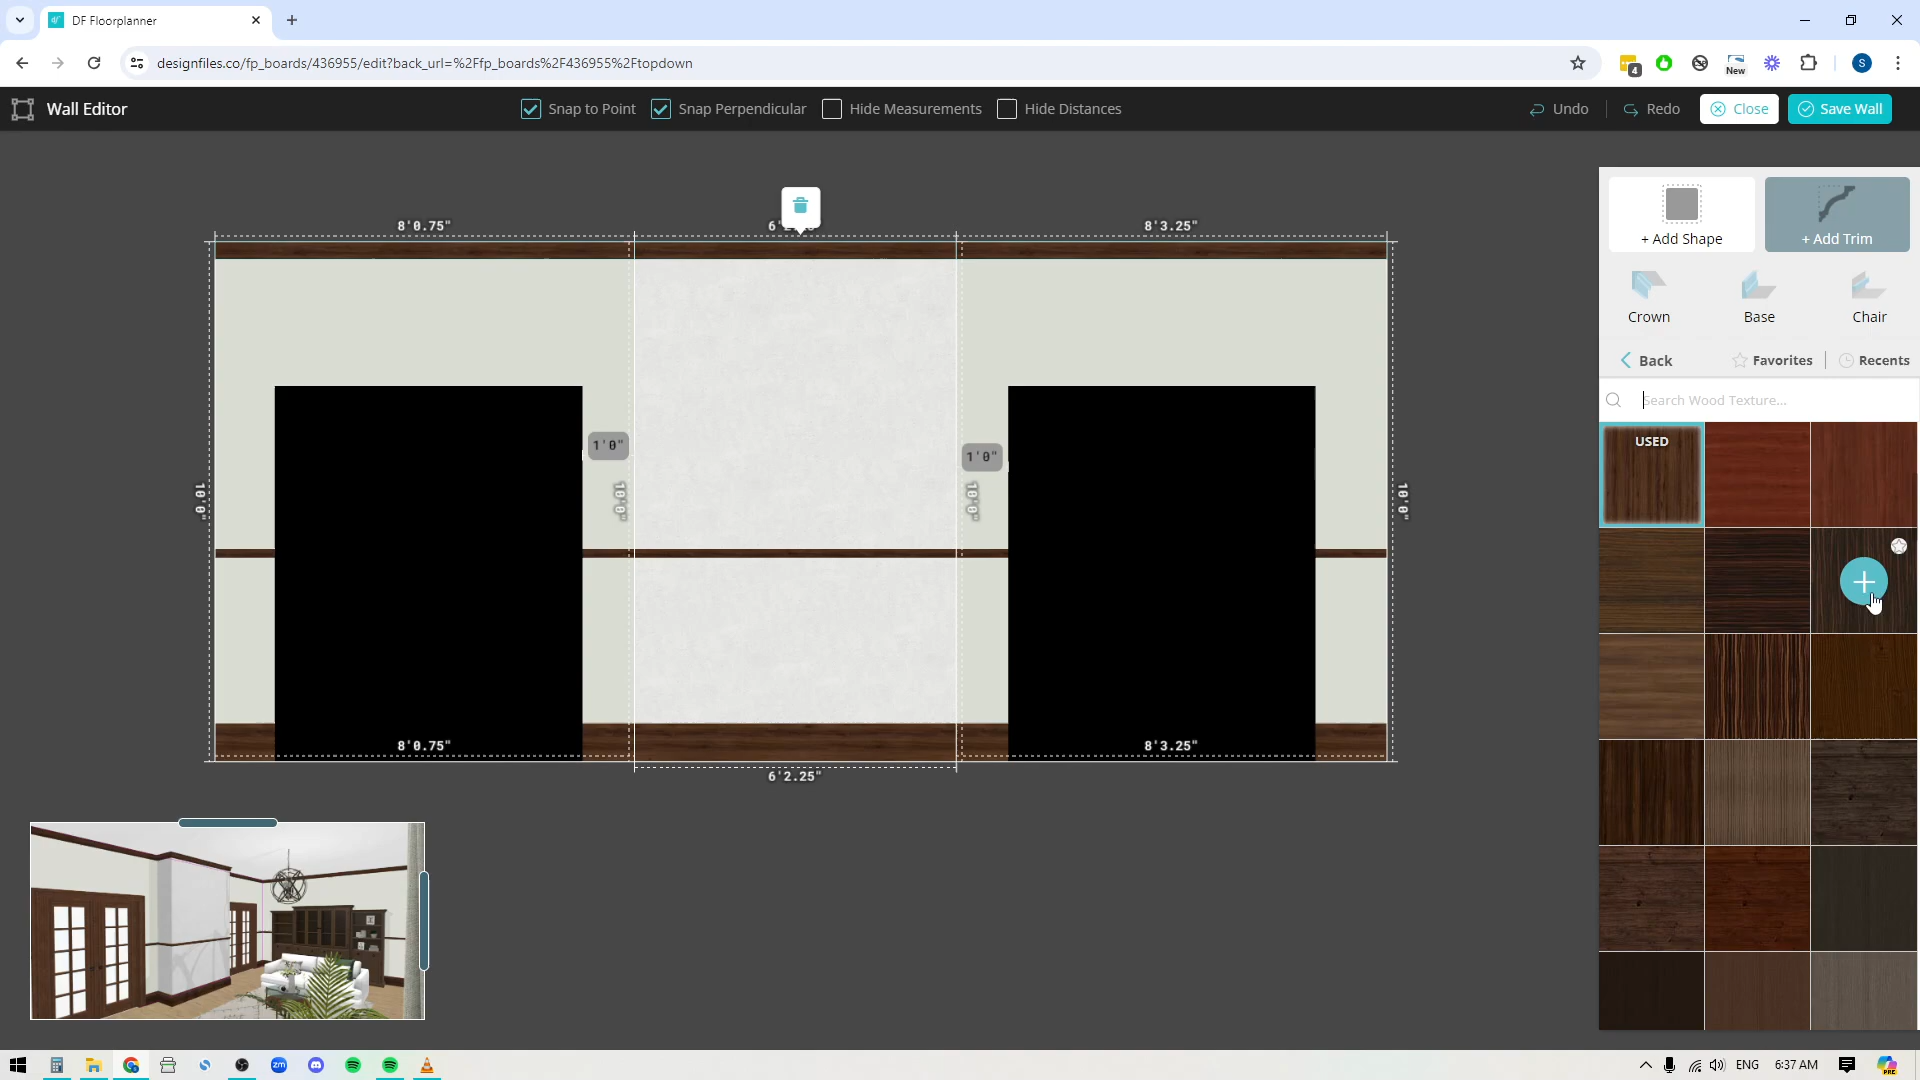 DF Floorplanner
designfiles.co/fp_boards/436955/edit?back_url=%2Ffp_boards%2F436955%2Ftopdown
4
New
S
Wall Editor
Snap to Point
Snap Perpendicular
Hide Measurements
Hide Distances
Undo
Redo
Close
Save Wall
8'0.75"
8'3.25"
10'0"
1'0"
10'0"
1'0"
10'0"
10'0"
8'0.75"
8'3.25"
6'2.25"
+ Add Shape
+ Add Trim
Crown
Base
Chair
Back
Favorites
Recents
Search Wood Texture...
USED
zm
ENG
6:37 AM
PRE